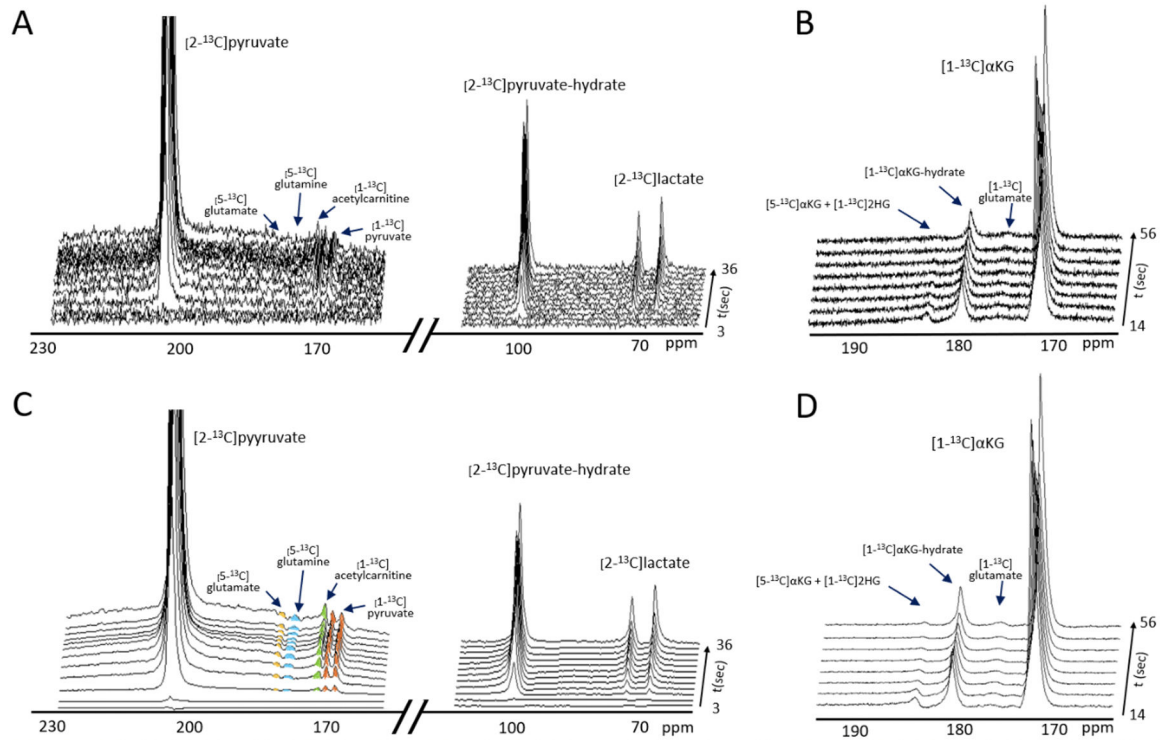 A
[2-¹³C]pyruvate
[2-¹³C]pyruvate-hydrate
[5-¹³C]
glutamine
[5-¹³C]
glutamate
[1-¹³C]
acetylcarnitine
[1-¹³C]
pyruvate
[2-¹³C]lactate
36
t(sec)
3
230
200
170
100
70
ppm
B
[1-¹³C]αKG
[1-¹³C]αKG-hydrate
[5-¹³C]αKG + [1-¹³C]2HG
[1-¹³C]
glutamate
56
t (sec)
14
190
180
170
ppm
C
[2-¹³C]pyyruvate
[2-¹³C]pyruvate-hydrate
[5-¹³C]
glutamine
[5-¹³C]
glutamate
[1-¹³C]
acetylcarnitine
[1-¹³C]
pyruvate
[2-¹³C]lactate
36
t(sec)
3
230
200
170
100
70
ppm
D
[1-¹³C]αKG
[1-¹³C]αKG-hydrate
[5-¹³C]αKG + [1-¹³C]2HG
[1-¹³C]
glutamate
56
t (sec)
14
190
180
170
ppm